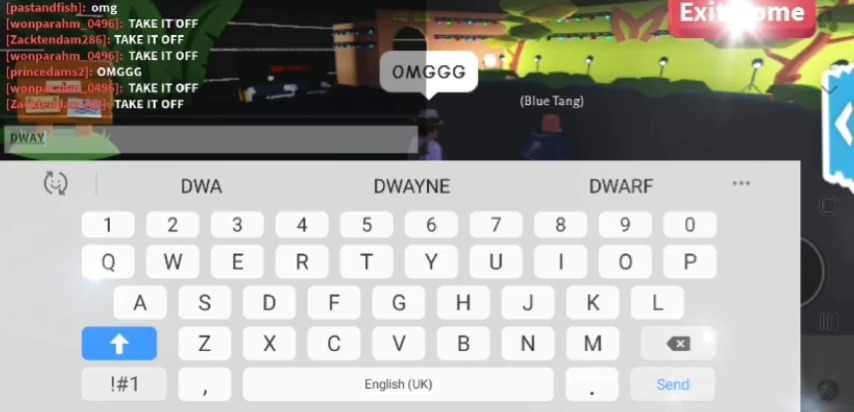 [pastandfish]: omg
[wonparahm_0496]: TAKE IT OFF
[Zacktendam286]: TAKE IT OFF
[wonparahm_0496]: TAKE IT OFF
[princedams2]: OMGGG
[wonparahm_0496]: TAKE IT OFF
TAKE IT OFF
Exit Home
OMGGG
(Blue Tang)
DWAY
DWA DWAYNE DWARF
1 2 3 4 5 6 7 8 9 0
Q W E R T Y U I O P
A S D F G H J K L
Z X C V B N M
!#1 , English (UK) . Send